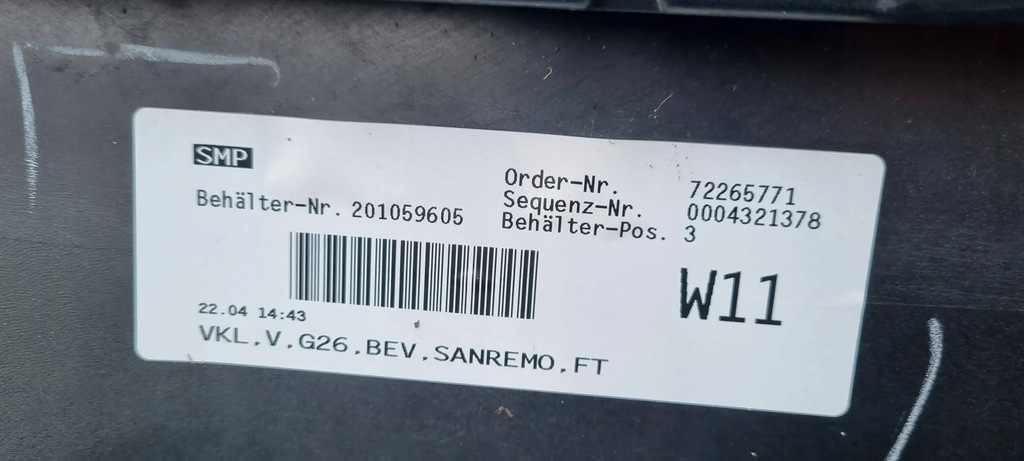 SMP
Order-Nr. 72265771
Behälter-Nr. 201059605
Sequenz-Nr. 0004321378
Behälter-Pos. 3
W11
22.04 14:43
VKL,V,G26,BEV,SANREMO,FT